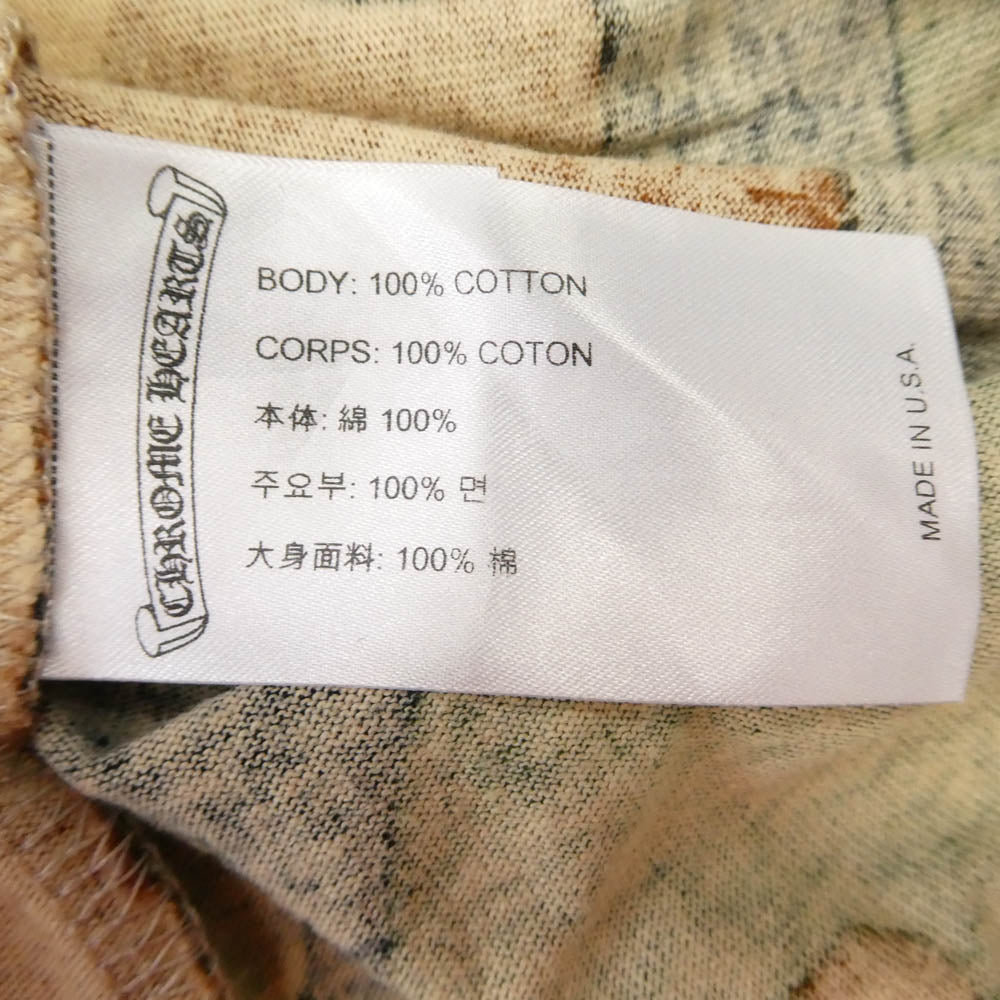 CHROME HEARTS
BODY: 100% COTTON
CORPS: 100% COTON
本体: 綿 100%
주요부: 100% 면
大身面料: 100% 棉
MADE IN U.S.A.